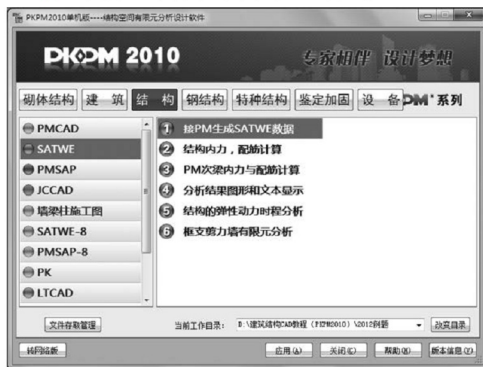 PKPM2010单机版----结构空间有限元分析设计软件
PKPM 2010
专家相伴 设计梦想
砌体结构 建 筑 结 构 钢结构 特种结构 鉴定加固 设 备 PM®系列
PMCAD
SATWE
PMSAP
JCCAD
墙梁柱施工图
SATWE-8
PMSAP-8
PK
LTCAD
1 接PM生成SATWE数据
2 结构内力，配筋计算
3 PM次梁内力与配筋计算
4 分析结果图形和文本显示
5 结构的弹性动力时程分析
6 框支剪力墙有限元分析
文件存取管理 当前工作目录: D:\建筑结构CAD教程（PKPM2010）\2012例题 改变目录
转网络版 应用(A) 关闭(C) 帮助(H) 版本信息(V)